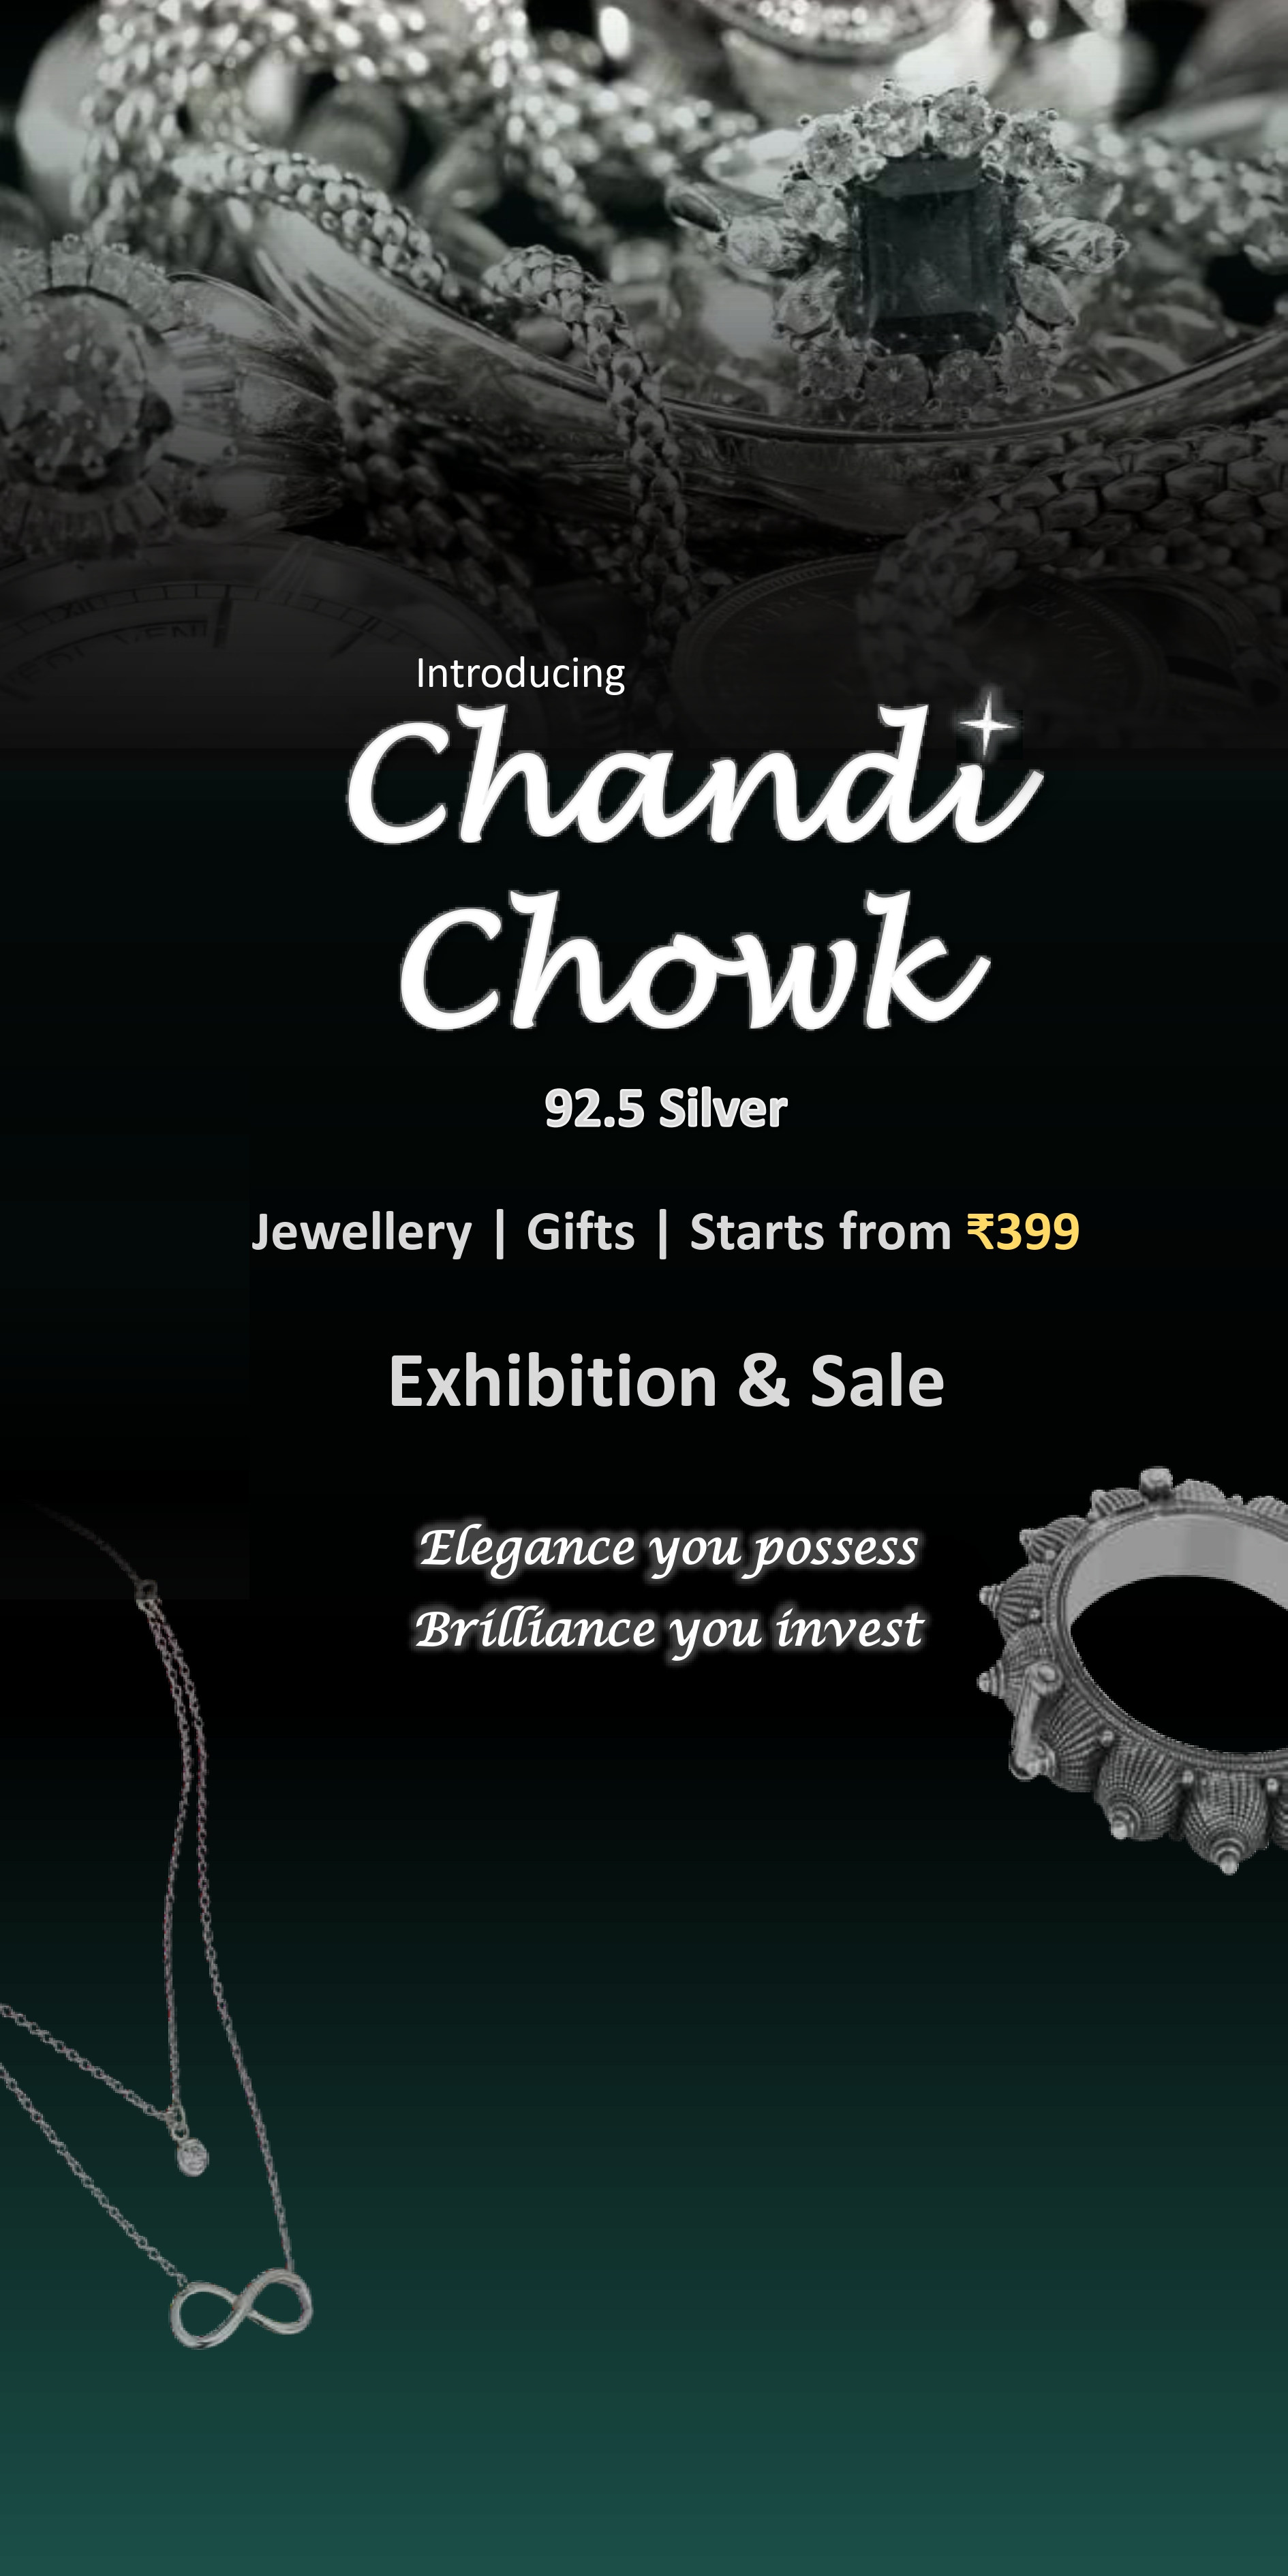 Introducing
Chandi
Chowk
92.5 Silver
Jewellery | Gifts | Starts from ₹399
Exhibition & Sale
Elegance you possess
Brilliance you invest